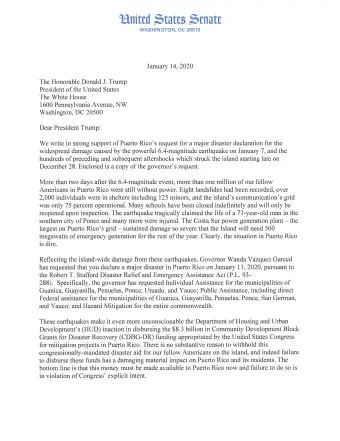 United States Senate
WASHINGTON, DC 20510
January 14, 2020
The Honorable Donald J. Trump
President of the United States
The White House
1600 Pennsylvania Avenue, NW
Washington, DC 20500
Dear President Trump:
We write in strong support of Puerto Rico's request for a major disaster declaration for the
widespread damage caused by the powerful 6.4-magnitude earthquake on January 7, and the
hundreds of preceding and subsequent aftershocks which struck the island starting late on
December 28. Enclosed is a copy of the governor's request.
More than two days after the 6.4-magnitude event, more than one million of our fellow
Americans in Puerto Rico were still without power. Eight landslides had been recorded, over
2,000 individuals were in shelters including 125 minors, and the island's communication's grid
was only 75 percent operational. Many schools have been closed indefinitely and will only be
reopened upon inspection. The earthquake tragically claimed the life of a 73-year-old man in the
southern city of Ponce and many more were injured. The Costa Sur power generation plant – the
largest on Puerto Rico's grid – sustained damage so severe that the Island will need 500
megawatts of emergency generation for the rest of the year. Clearly, the situation in Puerto Rico
is dire.
Reflecting the island-wide damage from these earthquakes, Governor Wanda Vázquez Garced
has requested that you declare a major disaster in Puerto Rico on January 11, 2020, pursuant to
the Robert T. Stafford Disaster Relief and Emergency Assistance Act (P.L. 93-
288). Specifically, the governor has requested Individual Assistance for the municipalities of
Guanica, Guayanilla, Penuelas, Ponce, Utuado, and Yauco; Public Assistance, including direct
Federal assistance for the municipalities of Guanica, Guayanilla, Penuelas, Ponce, San German,
and Yauco; and Hazard Mitigation for the entire commonwealth.
These earthquakes make it even more unconscionable the Department of Housing and Urban
Development's (HUD) inaction in disbursing the $8.3 billion in Community Development Block
Grants for Disaster Recovery (CDBG-DR) funding appropriated by the United States Congress
for mitigation projects in Puerto Rico. There is no substantive reason to withhold this
congressionally-mandated disaster aid for our fellow Americans on the island, and indeed failure
to disburse these funds has a damaging material impact on Puerto Rico and its residents. The
bottom line is that this money must be made available to Puerto Rico now and failure to do so is
in violation of Congress' explicit intent.